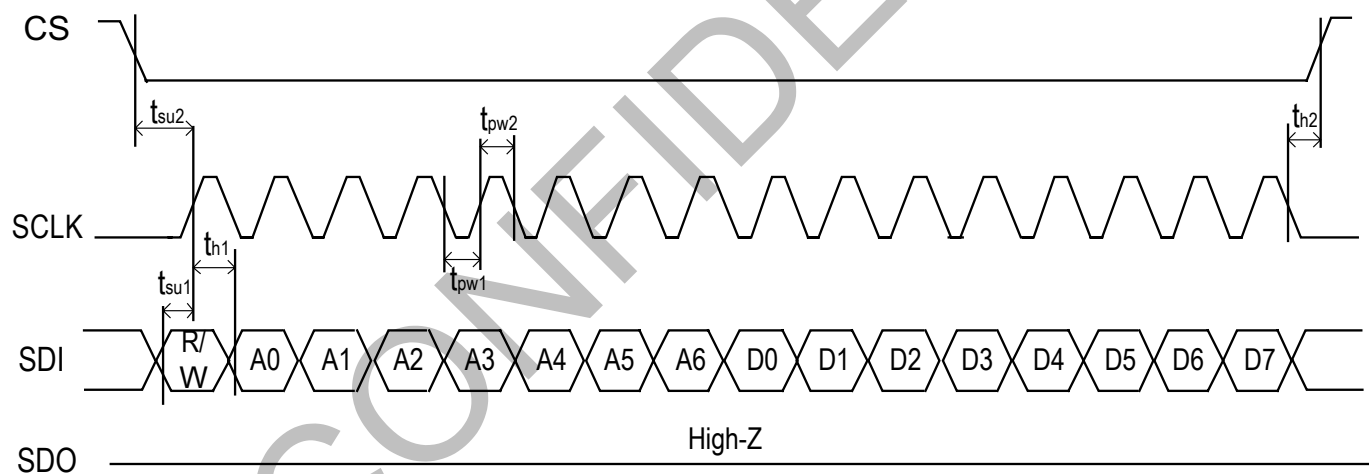 CS
tsu2
tpw2
th2
SCLK
th1
tsu1
tpw1
SDI R/W A0 A1 A2 A3 A4 A5 A6 D0 D1 D2 D3 D4 D5 D6 D7
High-Z
SDO
CONFIDE